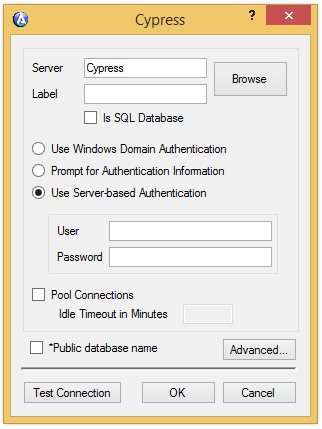 Cypress
?
Server Cypress
Browse
Label
Is SQL Database
Use Windows Domain Authentication
Prompt for Authentication Information
Use Server-based Authentication
User
Password
Pool Connections
Idle Timeout in Minutes
*Public database name
Advanced...
Test Connection OK Cancel